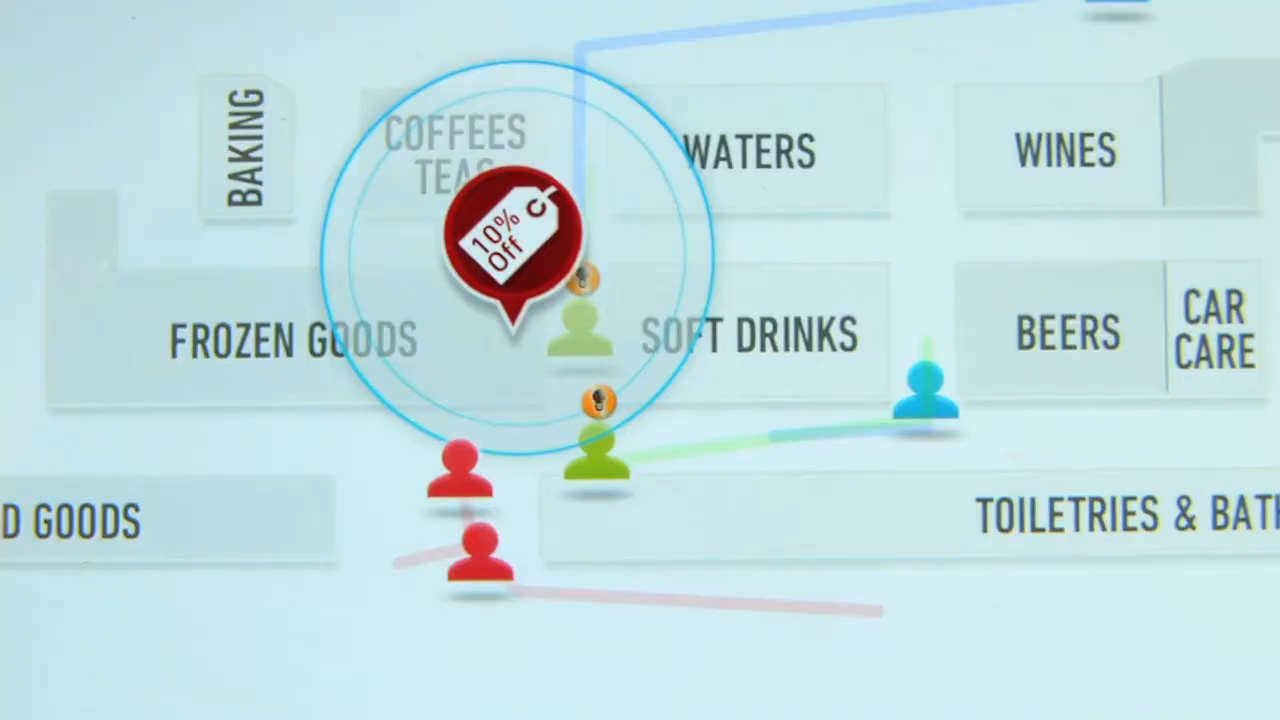 BAKING
COFFEES
TEAS
WATERS
WINES
10%
Off
FROZEN GOODS
SOFT DRINKS
BEERS
CAR
CARE
D GOODS
TOILETRIES & BATH